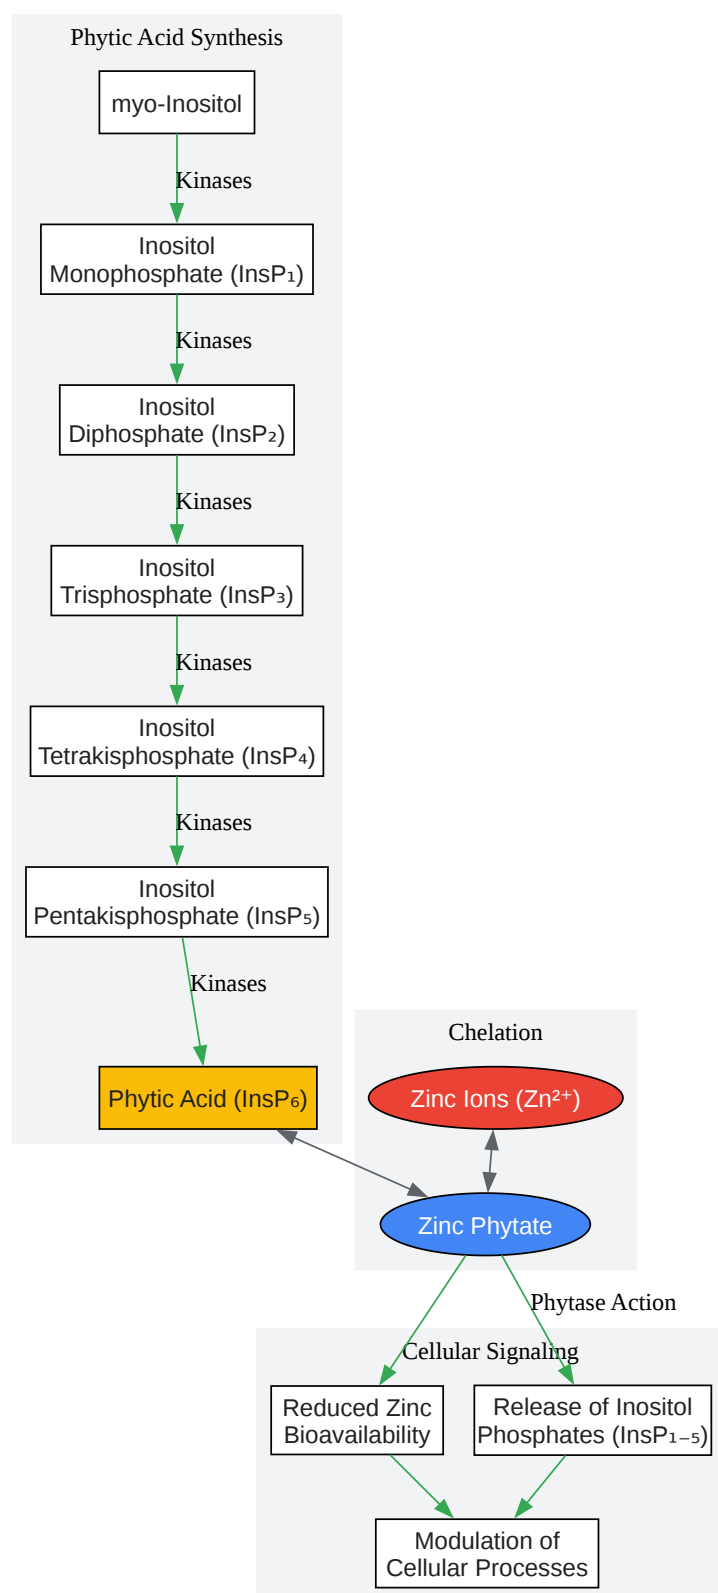 Phytic Acid Synthesis
myo-Inositol
Kinases
Inositol
Monophosphate (InsP₁)
Kinases
Inositol
Diphosphate (InsP₂)
Kinases
Inositol
Trisphosphate (InsP₃)
Kinases
Inositol
Tetrakisphosphate (InsP₄)
Kinases
Inositol
Pentakisphosphate (InsP₅)
Kinases
Phytic Acid (InsP₆)
Chelation
Zinc Ions (Zn²⁺)
Zinc Phytate
Phytase Action
Cellular Signaling
Reduced Zinc
Bioavailability
Release of Inositol
Phosphates (InsP₁₋₅)
Modulation of
Cellular Processes